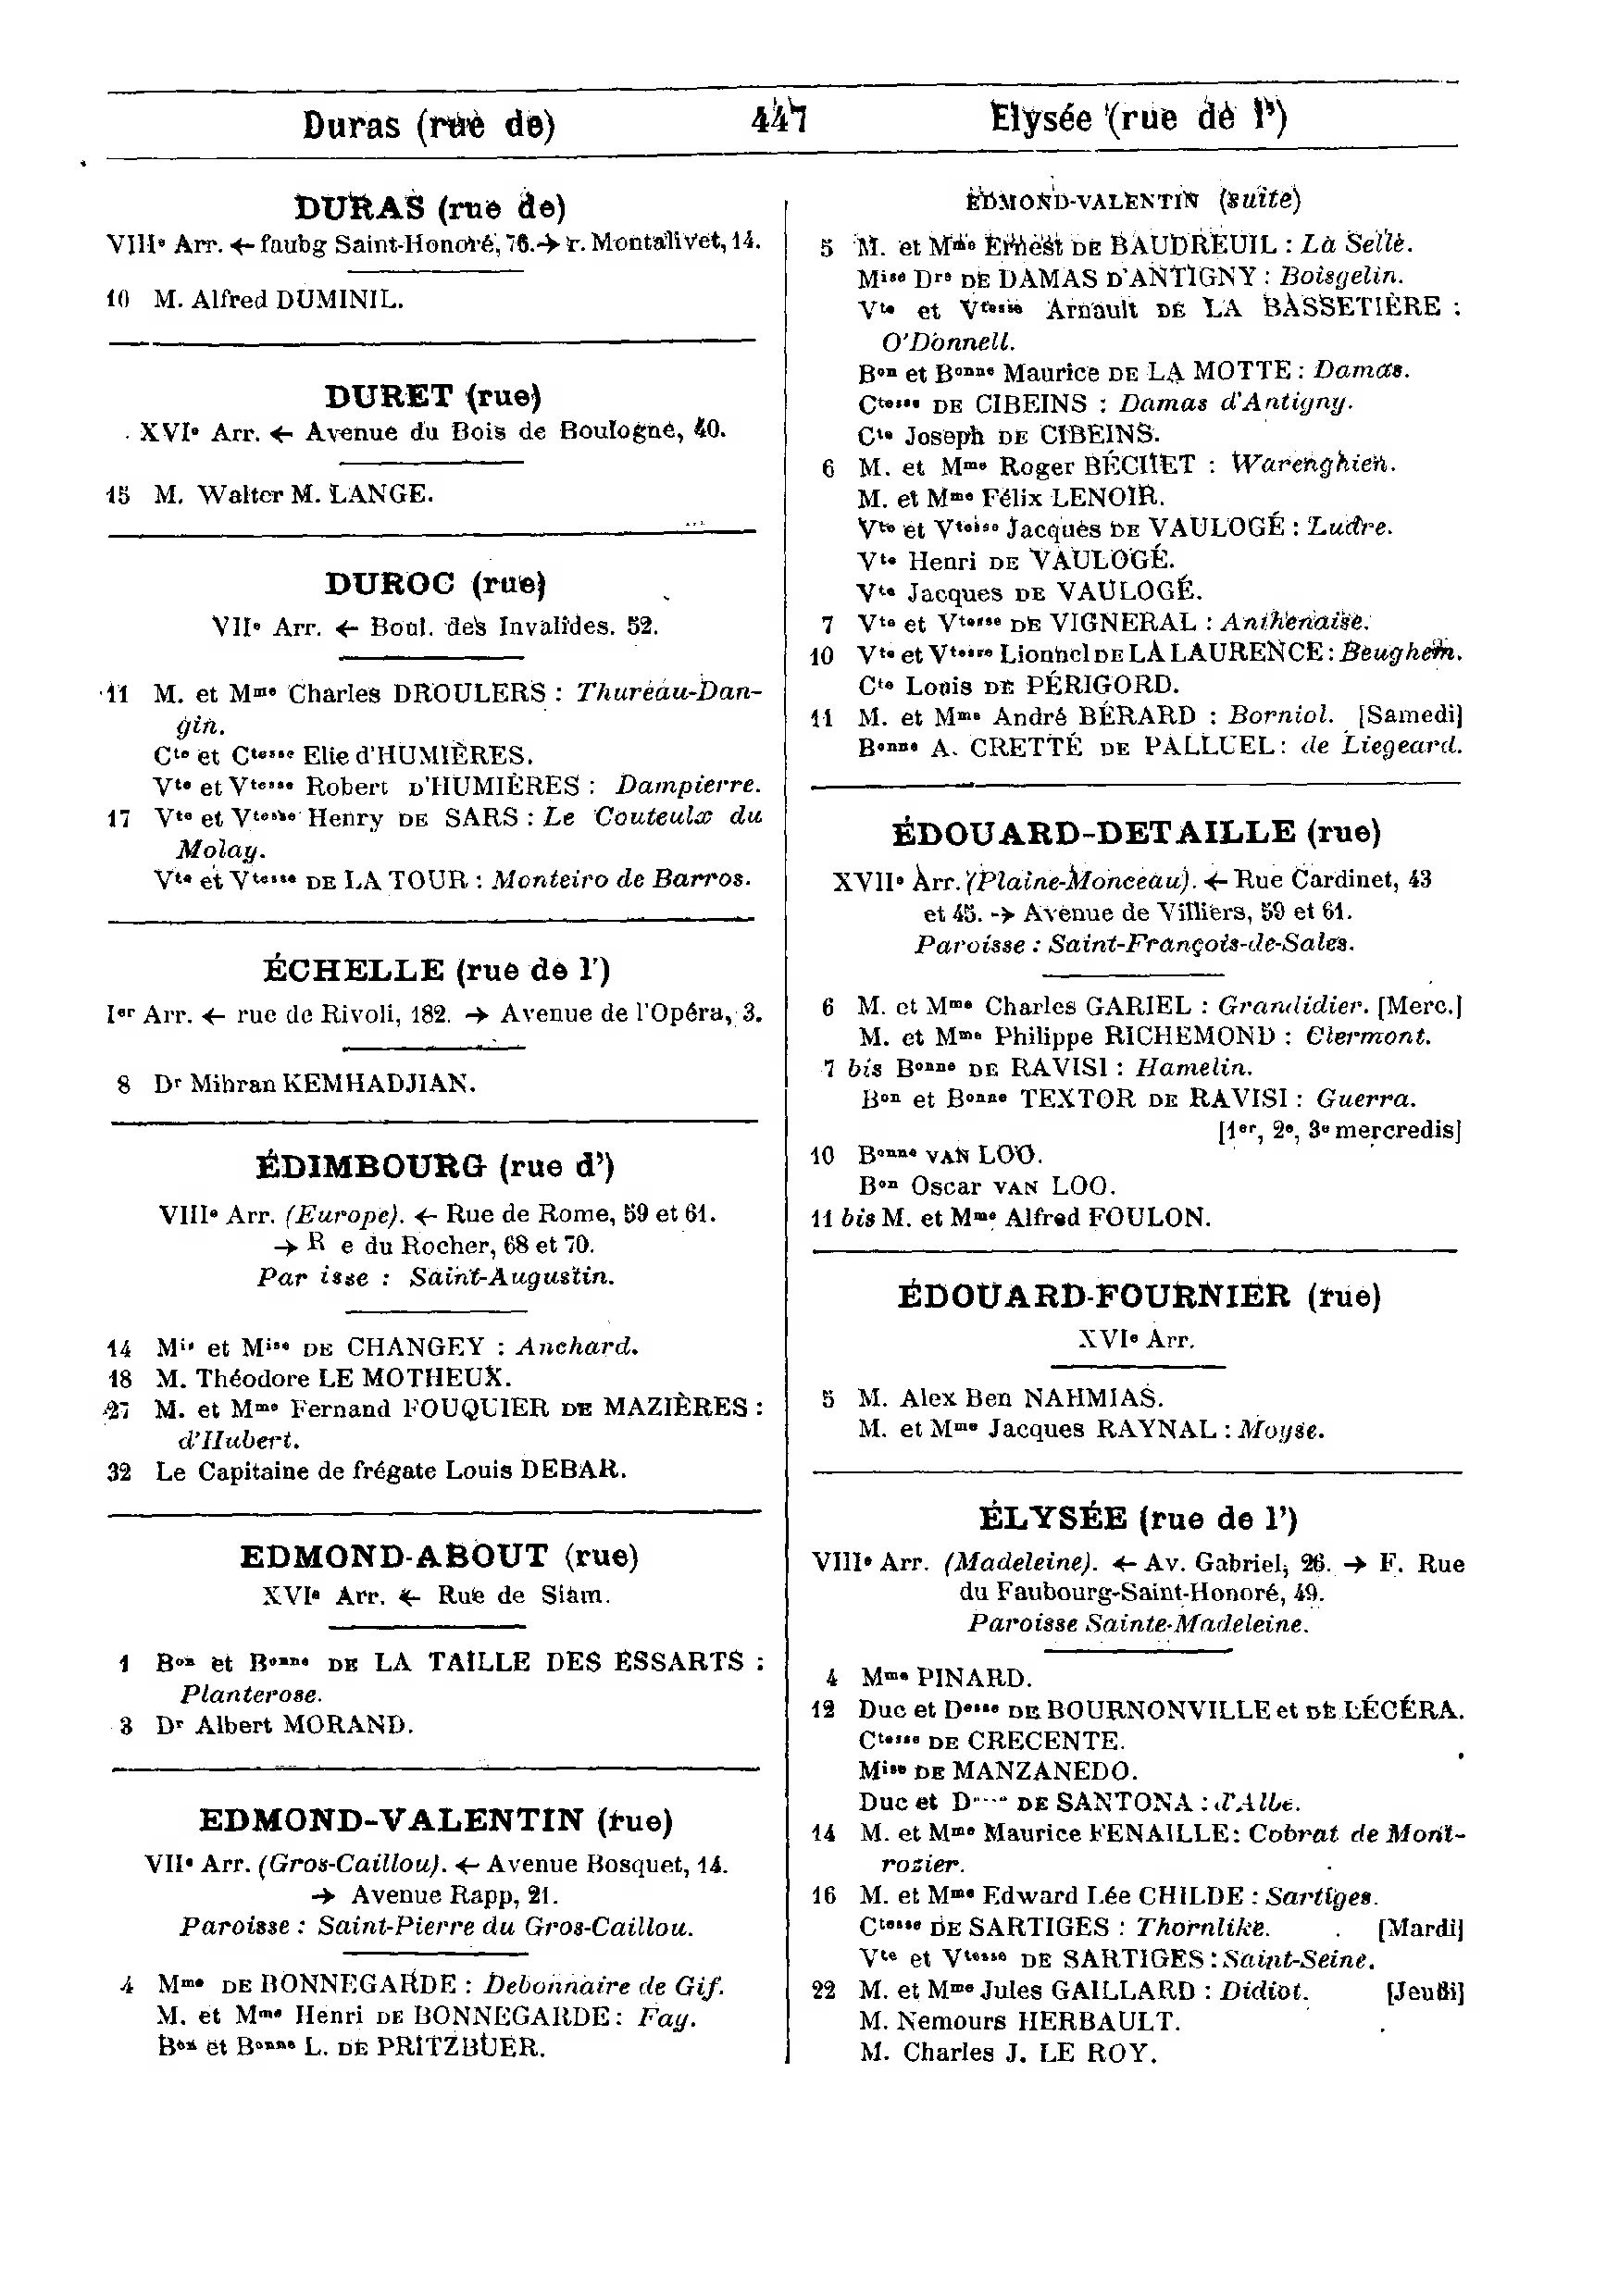 Duras (rue de) 447 Elysée (rue de l')
DURAS (rue de)
VIIIe Arr. ← faubg Saint-Honoré, 76. → r. Montalivet, 14.
10 M. Alfred DUMINIL.
DURET (rue)
XVIe Arr. ← Avenue du Bois de Boulogne, 40.
15 M. Walter M. LANGE.
DUROC (rue)
VIIe Arr. ← Boul. des Invalides. 52.
11 M. et Mme Charles DROULERS : Thureau-Dan-
gin.
Cte et Ctesse Elie d'HUMIÈRES.
Vte et Vtesse Robert D'HUMIÈRES : Dampierre.
17 Vte et Vtesse Henry DE SARS : Le Couteulx du
Molay.
Vte et Vtesse DE LA TOUR : Monteiro de Barros.
ÉCHELLE (rue de l')
Ier Arr. ← rue de Rivoli, 182. → Avenue de l'Opéra, 3.
8 Dr Mihran KEMHADJIAN.
ÉDIMBOURG (rue d')
VIIIe Arr. (Europe). ← Rue de Rome, 59 et 61.
→ R e du Rocher, 68 et 70.
Par isse : Saint-Augustin.
14 Mis et Mise DE CHANGEY : Anchard.
18 M. Théodore LE MOTHEUX.
27 M. et Mme Fernand FOUQUIER DE MAZIÈRES :
d'Hubert.
32 Le Capitaine de frégate Louis DEBAR.
EDMOND-ABOUT (rue)
XVIe Arr. ← Rue de Siam.
1 Bon et Bonne DE LA TAILLE DES ESSARTS :
Planterose.
3 Dr Albert MORAND.
EDMOND-VALENTIN (rue)
VIIe Arr. (Gros-Caillou). ← Avenue Bosquet, 14.
→ Avenue Rapp, 21.
Paroisse : Saint-Pierre du Gros-Caillou.
4 Mme DE BONNEGARDE : Debonnaire de Gif.
M. et Mme Henri DE BONNEGARDE : Fay.
Bon et Bonne L. DE PRITZBUER.
EDMOND-VALENTIN (suite)
5 M. et Mme Ernest DE BAUDREUIL : La Selle.
Mise Dre DE DAMAS D'ANTIGNY : Boisgelin.
Vte et Vtesse Arnault DE LA BASSETIÈRE :
O'Donnell.
Bon et Bonne Maurice DE LA MOTTE : Damas.
Ctesse DE CIBEINS : Damas d'Antigny.
Cte Joseph DE CIBEINS.
6 M. et Mme Roger BÉCHET : Warenghien.
M. et Mme Félix LENOIR.
Vte et Vtesse Jacques DE VAULOGÉ : Ludre.
Vte Henri DE VAULOGÉ.
Vte Jacques DE VAULOGÉ.
7 Vte et Vtesse DE VIGNERAL : Anthenaise.
10 Vte et Vtesse Lionnel DE LA LAURENCE : Beughem.
Cte Louis DE PÉRIGORD.
11 M. et Mme André BÉRARD : Borniol. [Samedi]
Bonne A. CRETTÉ DE PALLUEL : de Liegeard.
ÉDOUARD-DETAILLE (rue)
XVIIe Arr. (Plaine-Monceau). ← Rue Cardinet, 43
et 45. → Avenue de Villiers, 59 et 61.
Paroisse : Saint-François-de-Sales.
6 M. et Mme Charles GARIEL : Grandidier. [Merc.]
M. et Mme Philippe RICHEMOND : Clermont.
7 bis Bonne DE RAVISI : Hamelin.
Bon et Bonne TEXTOR DE RAVISI : Guerra.
[1er, 2e, 3e mercredis]
10 Bonne VAN LOO.
Bon Oscar VAN LOO.
11 bis M. et Mme Alfred FOULON.
ÉDOUARD-FOURNIER (rue)
XVIe Arr.
5 M. Alex Ben NAHMIAS.
M. et Mme Jacques RAYNAL : Moyse.
ÉLYSÉE (rue de l')
VIIIe Arr. (Madeleine). ← Av. Gabriel, 26. → F. Rue
du Faubourg-Saint-Honoré, 49.
Paroisse Sainte-Madeleine.
4 Mme PINARD.
12 Duc et Desse DE BOURNONVILLE et DE LÉCÉRA.
Ctesse DE CRECENTE.
Mise DE MANZANEDO.
Duc et DE SANTONA : d'Albe.
14 M. et Mme Maurice FENAILLE : Cobrat de Mont-
rozier.
16 M. et Mme Edward Lée CHILDE : Sartiges.
Ctesse DE SARTIGES : Thornlike. [Mardi]
Vte et Vtesse DE SARTIGES : Saint-Seine.
22 M. et Mme Jules GAILLARD : Didiot. [Jeudi]
M. Nemours HERBAULT.
M. Charles J. LE ROY.